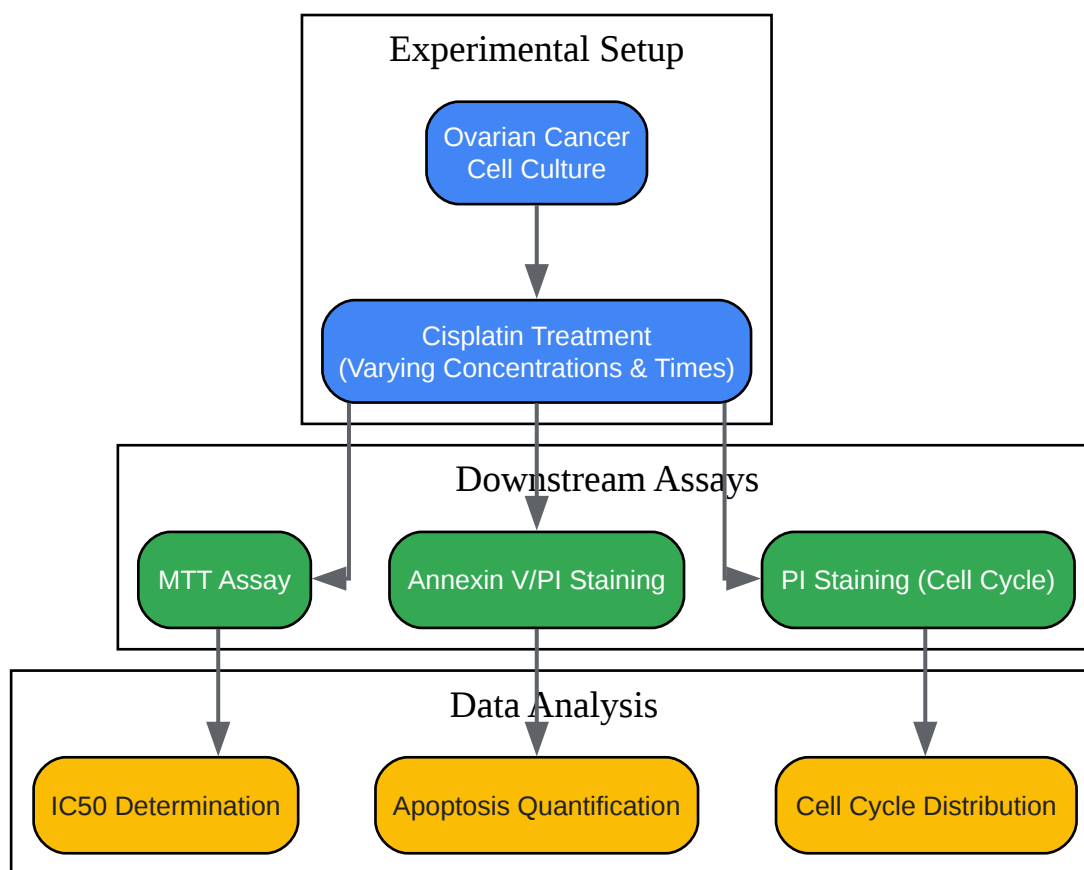 Experimental Setup
Ovarian Cancer
Cell Culture
Cisplatin Treatment
(Varying Concentrations & Times)
Downstream Assays
MTT Assay
Annexin V/PI Staining
PI Staining (Cell Cycle)
Data Analysis
IC50 Determination
Apoptosis Quantification
Cell Cycle Distribution